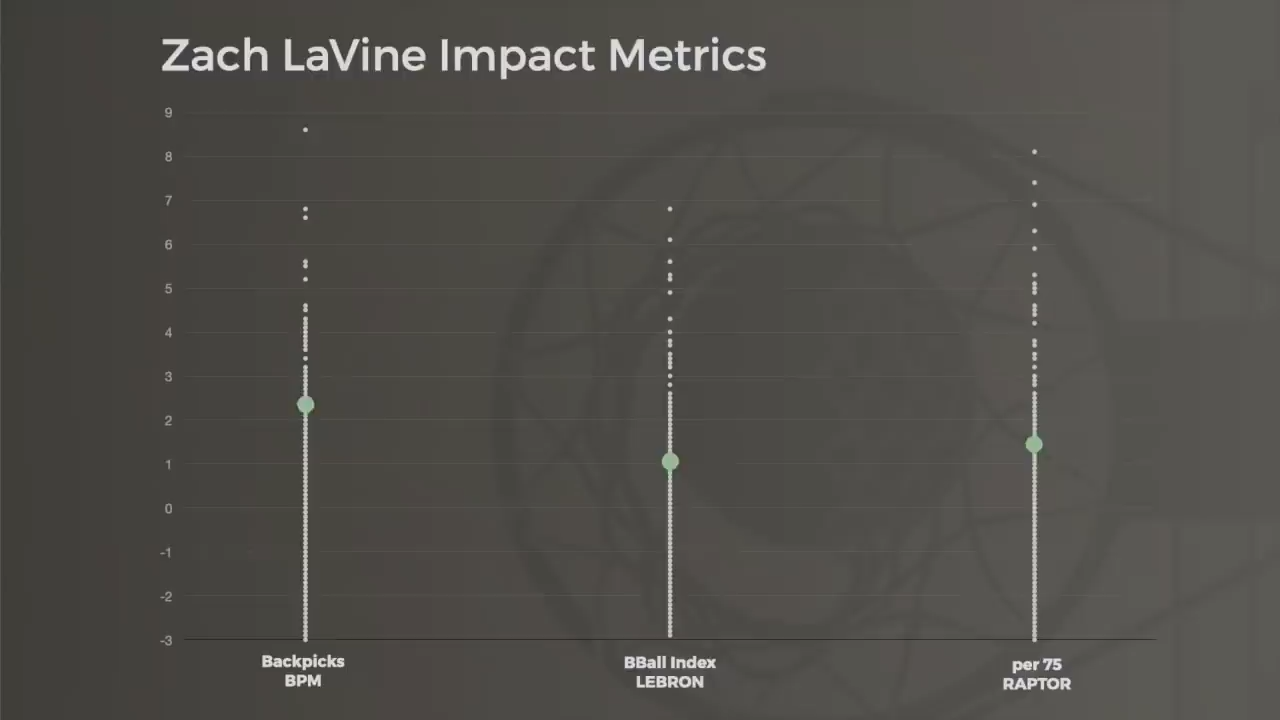 Zach LaVine Impact Metrics
9
8
7
6
5
4
3
2
1
0
-1
-2
-3
Backpicks
BPM
BBall Index
LEBRON
per 75
RAPTOR